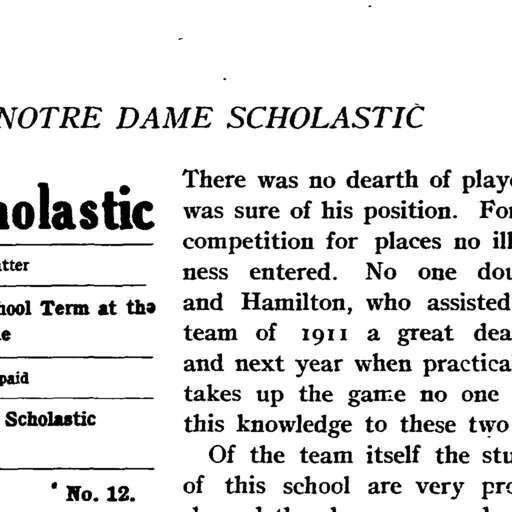 NOTRE DAME SCHOLASTIC
holastic
tter
hool Term at the
e
paid
Scholastic
No. 12.
There was no dearth of playe
was sure of his position. For
competition for places no ill
ness entered. No one dou
and Hamilton, who assisted
team of 1911 a great dea
and next year when practical
takes up the game no one
this knowledge to these two
Of the team itself the stu
of this school are very pro